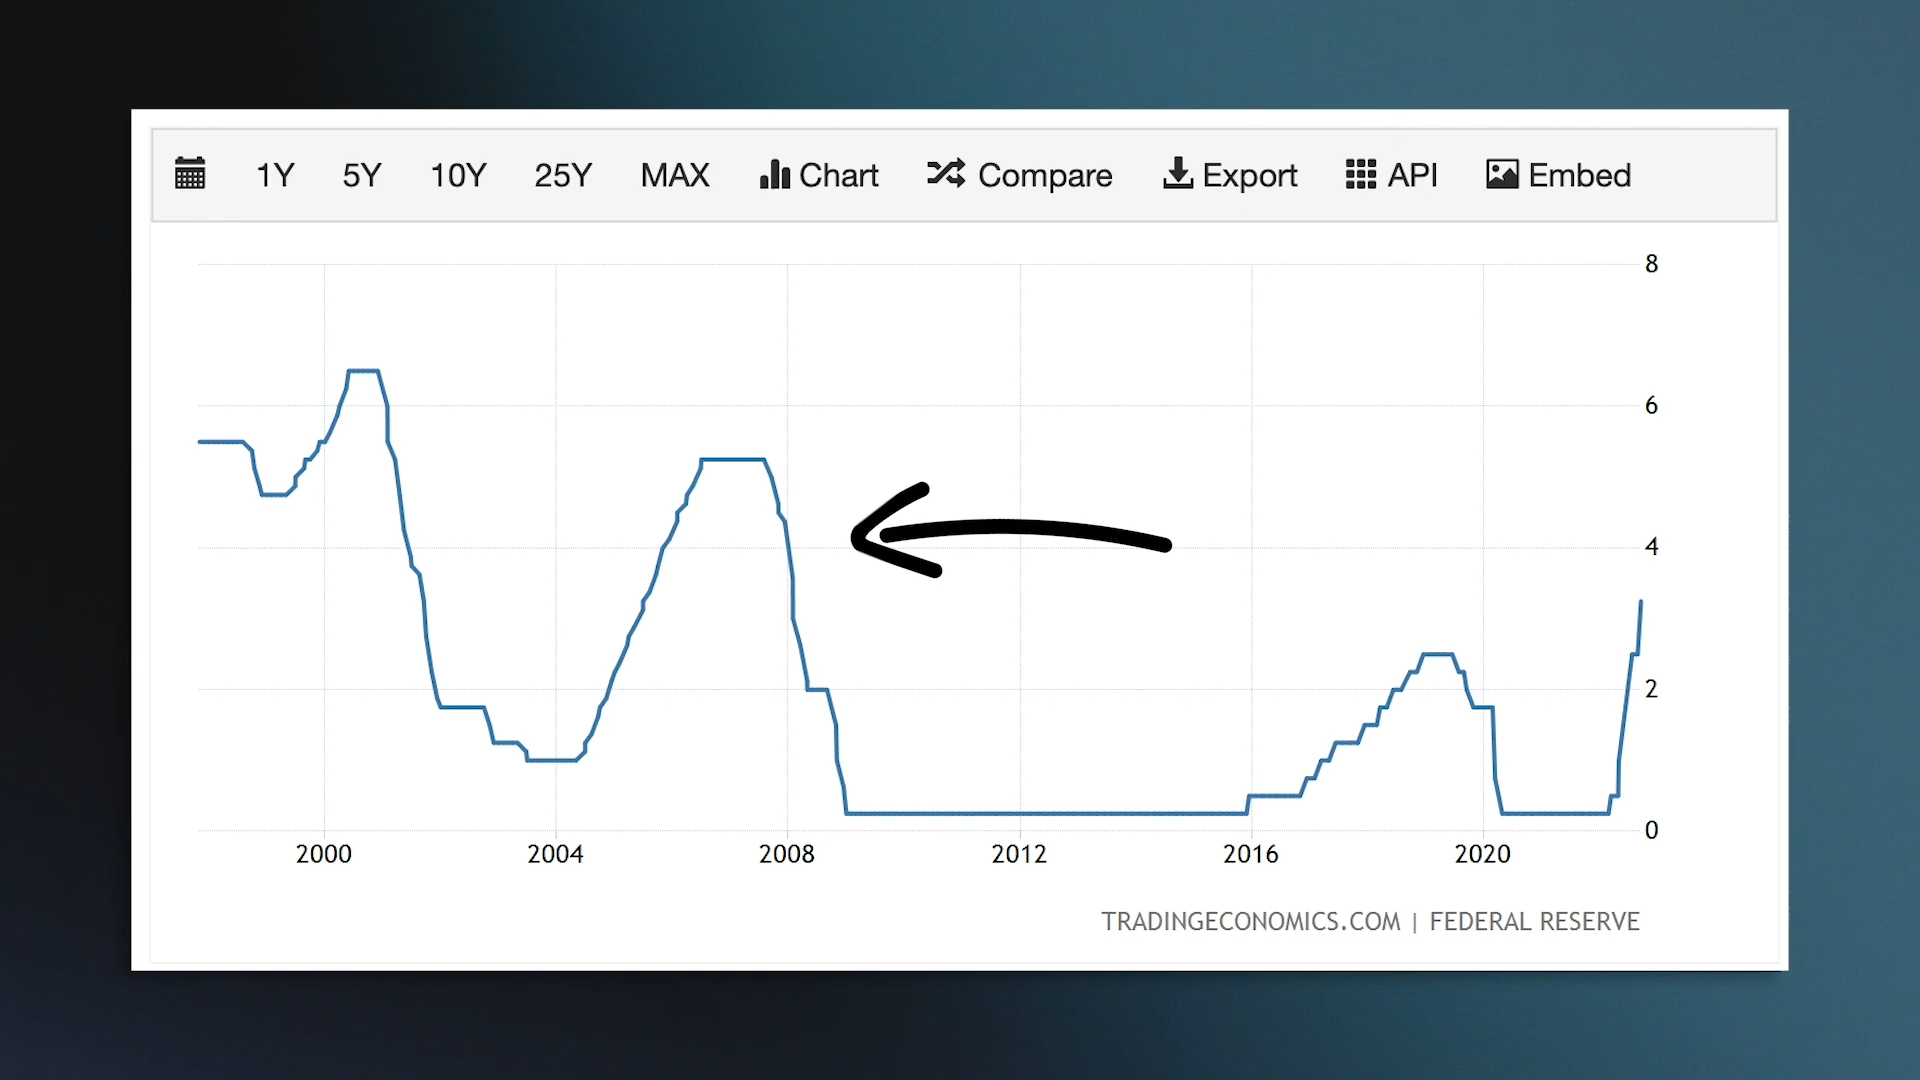 1Y 5Y 10Y 25Y MAX Chart Compare Export API Embed
8
6
4
2
0
2000 2004 2008 2012 2016 2020
TRADINGECONOMICS.COM | FEDERAL RESERVE